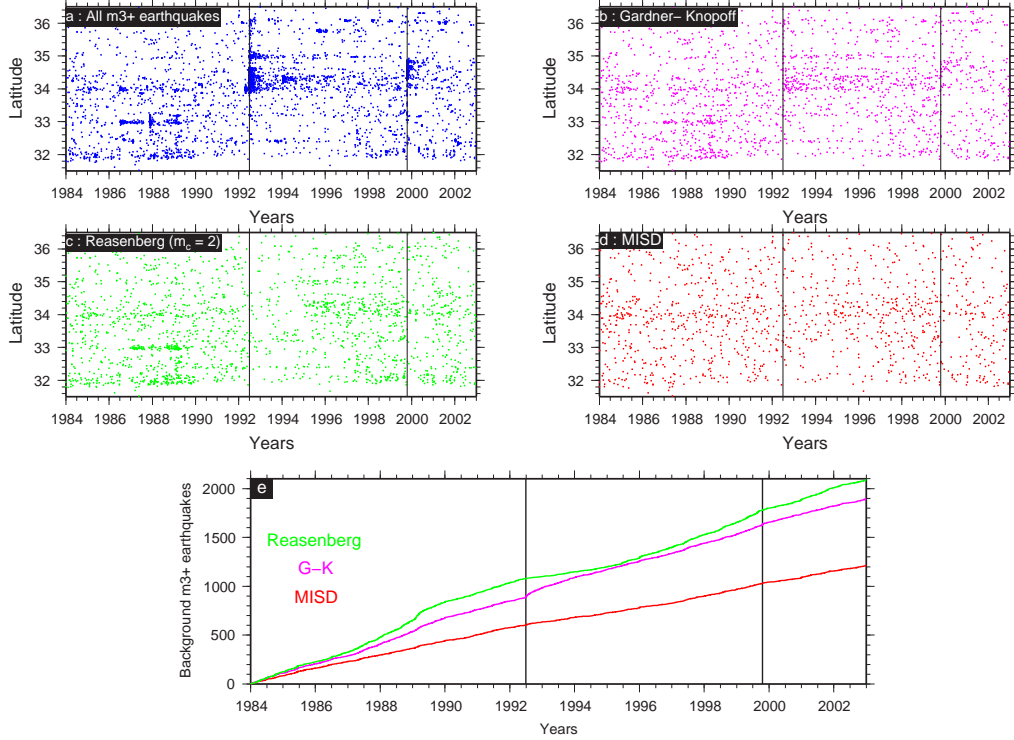 a : All m3+ earthquakes
36
35
34
33
32
Latitude
1984 1986 1988 1990 1992 1994 1996 1998 2000 2002
Years
b : Gardner– Knopoff
36
35
34
33
32
Latitude
1984 1986 1988 1990 1992 1994 1996 1998 2000 2002
Years
c : Reasenberg (mc = 2)
36
35
34
33
32
Latitude
1984 1986 1988 1990 1992 1994 1996 1998 2000 2002
Years
d : MISD
36
35
34
33
32
Latitude
1984 1986 1988 1990 1992 1994 1996 1998 2000 2002
Years
e
2000
1500
1000
500
0
Background m3+ earthquakes
Reasenberg
G–K
MISD
1984 1986 1988 1990 1992 1994 1996 1998 2000 2002
Years